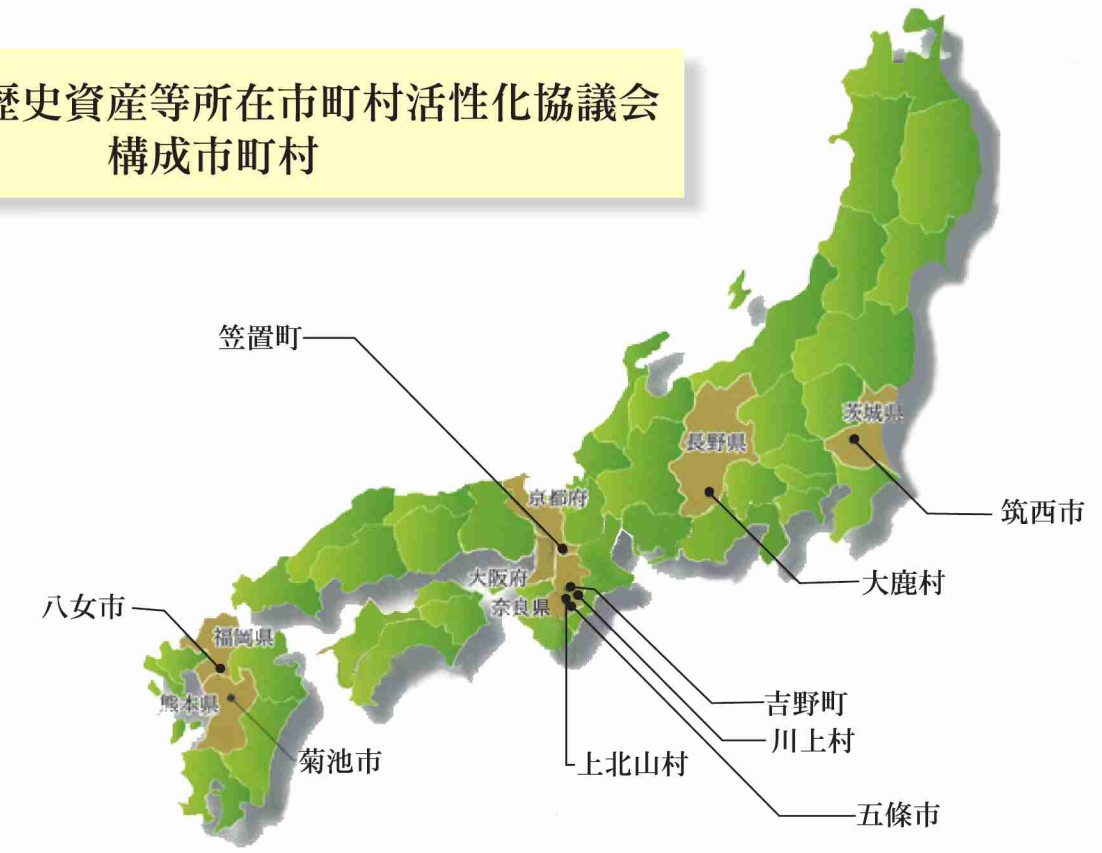 歴史資産等所在市町村活性化協議会
構成市町村
笠置町
茨城県
長野県
京都府
筑西市
大阪府
大鹿村
奈良県
八女市
福岡県
熊本県
吉野町
川上村
菊池市
上北山村
五條市